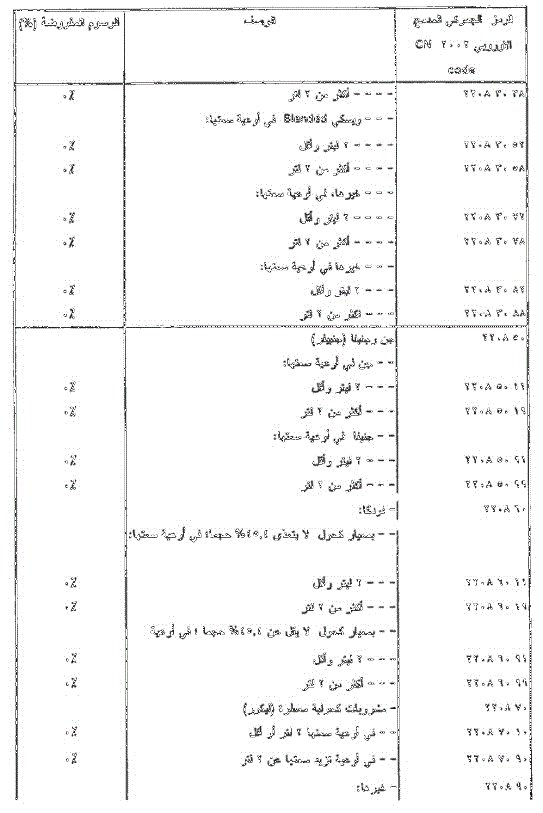 الرمز الجمركي المدمج الوصف الرسوم المفروضة (%)
الأوروبي CN ٢٠٠٢
code
٢٢٠٨ ٣٠ ٣٨ - - - - أكثر من ٢ لتر ٠٪
- - - ويسكي Blended في أوعية سعتها:
٢٢٠٨ ٣٠ ٥٢ - - - - ٢ ليتر وأقل ٠٪
٢٢٠٨ ٣٠ ٥٨ - - - - أكثر من ٢ لتر ٠٪
- - - غيرها، في أوعية سعتها:
٢٢٠٨ ٣٠ ٧٢ - - - - ٢ ليتر وأقل ٠٪
٢٢٠٨ ٣٠ ٧٨ - - - - أكثر من ٢ لتر ٠٪
- - - غيرها في أوعية سعتها:
٢٢٠٨ ٣٠ ٨٢ - - - - ٢ ليتر وأقل ٠٪
٢٢٠٨ ٣٠ ٨٨ - - - - أكثر من ٢ لتر ٠٪
٢٢٠٨ ٥٠ جن وجنيفا
- - جن في أوعية سعتها:
٢٢٠٨ ٥٠ ١١ - - - ٢ ليتر وأقل ٠٪
٢٢٠٨ ٥٠ ١٩ - - - أكثر من ٢ لتر ٠٪
- - جنيفا في أوعية سعتها:
٢٢٠٨ ٥٠ ٩١ - - - ٢ ليتر وأقل ٠٪
٢٢٠٨ ٥٠ ٩٩ - - - أكثر من ٢ لتر ٠٪
٢٢٠٨ ٦٠ - فودكا:
- - بمعيار كحول لا يتعدى ٤٥,٤% حجما؛ في أوعية سعتها:
٢٢٠٨ ٦٠ ١١ - - - ٢ ليتر وأقل ٠٪
٢٢٠٨ ٦٠ ١٩ - - - أكثر من ٢ لتر ٠٪
- - بمعيار كحول لا يقل عن ٤٥,٤% حجما ؛ في أوعية
٢٢٠٨ ٦٠ ٩١ - - - ٢ ليتر وأقل ٠٪
٢٢٠٨ ٦٠ ٩٩ - - - أكثر من ٢ لتر ٠٪
٢٢٠٨ ٧٠ - مشروبات كحولية معطرة (ليكور)
٢٢٠٨ ٧٠ ١٠ - - في أوعية سعتها ٢ لتر أو أقل ٠٪
٢٢٠٨ ٧٠ ٩٠ - - في أوعية تزيد سعتها عن ٢ لتر ٠٪
٢٢٠٨ ٩٠ - غيرها: